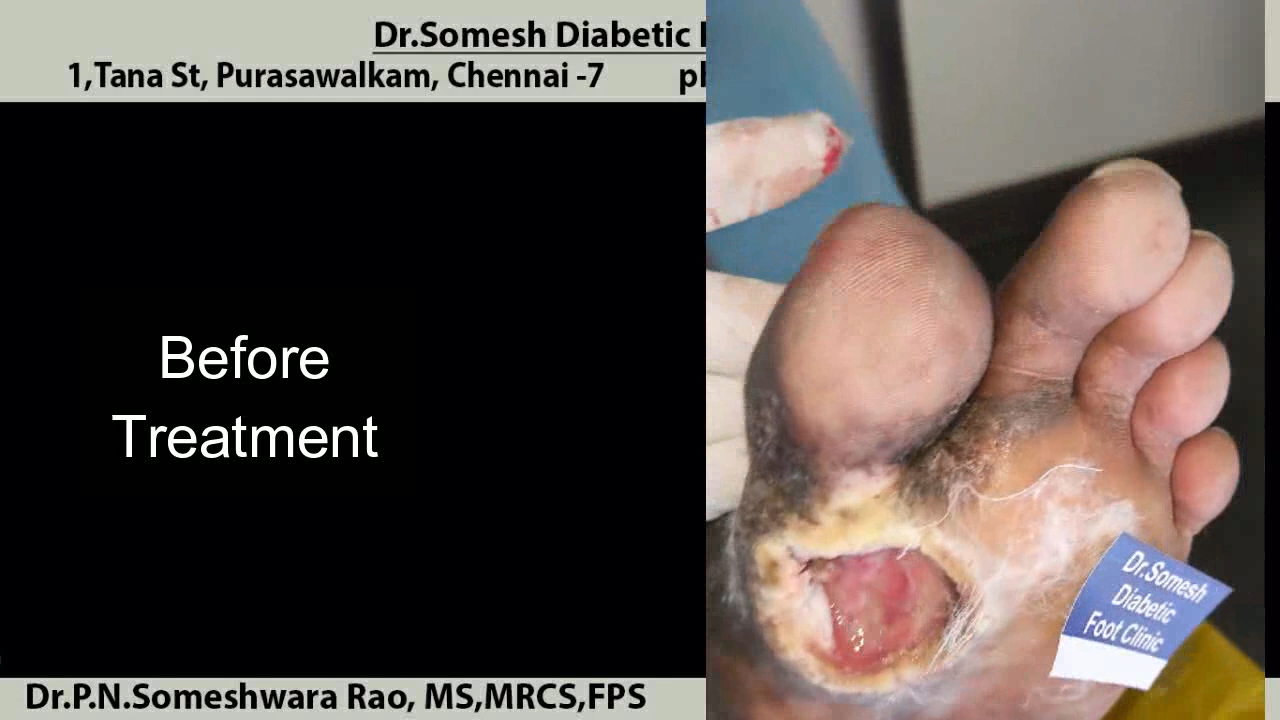 Dr.Somesh Diabetic
1,Tana St, Purasawalkam, Chennai -7
Before
Treatment
Dr.Somesh
Diabetic
Foot Clinic
Dr.P.N.Someshwara Rao, MS,MRCS,FPS